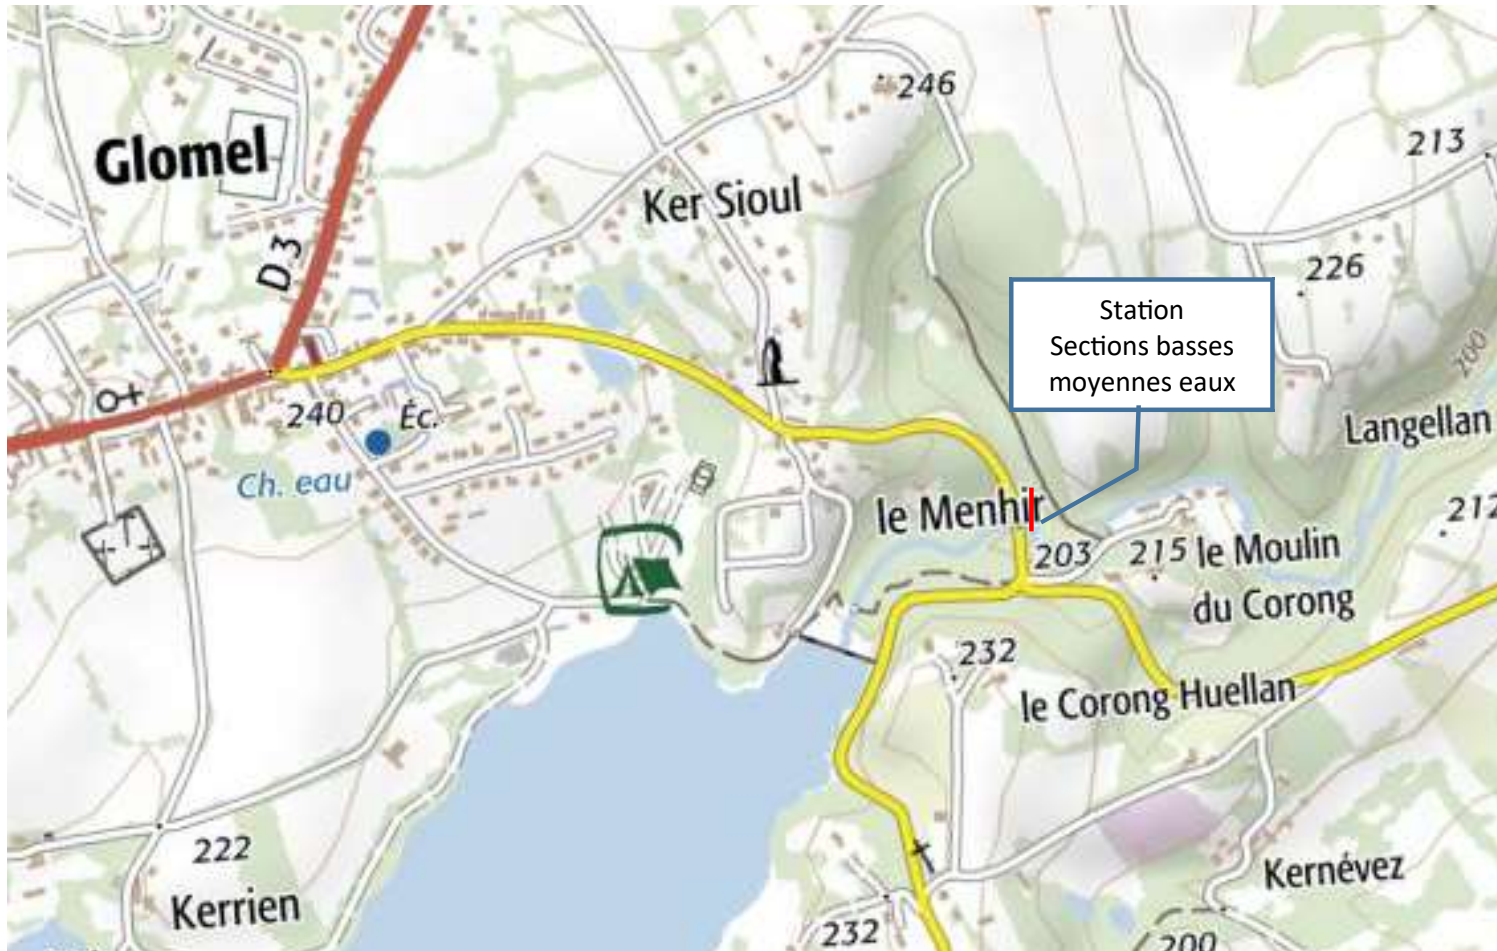 246
213
Glomel
Ker Sioul
D 3
226
Station
Sections basses
moyennes eaux
200
Langellan
240
Éc.
Ch. eau
le Menhir
212
203
215
le Moulin
du Corong
232
le Corong Huellan
222
Kernévez
Kerrien
232
200